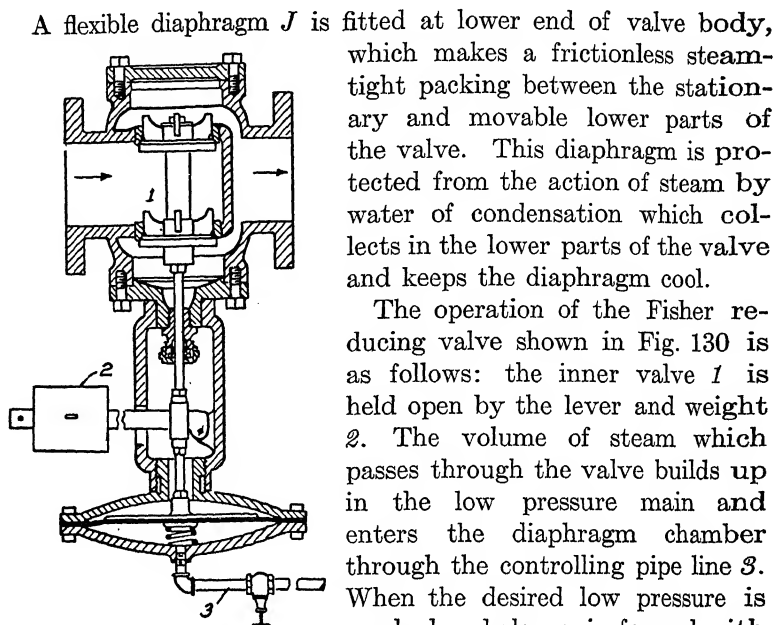 A flexible diaphragm J is fitted at lower end of valve body,
which makes a frictionless steam-
tight packing between the station-
ary and movable lower parts of
the valve. This diaphragm is pro-
tected from the action of steam by
water of condensation which col-
lects in the lower parts of the valve
and keeps the diaphragm cool.
The operation of the Fisher re-
ducing valve shown in Fig. 130 is
as follows: the inner valve 1 is
held open by the lever and weight
2. The volume of steam which
passes through the valve builds up
in the low pressure main and
enters the diaphragm chamber
through the controlling pipe line 3.
When the desired low pressure is
1
2
3